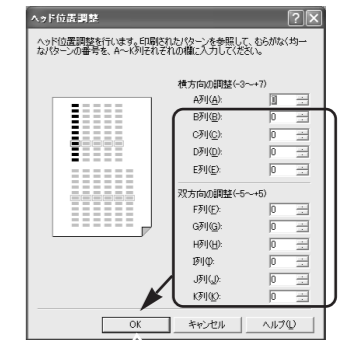 ヘッド位置調整
ヘッド位置調整を行います。印刷されたパターンを参照して、むらがなく均一
なパターンの番号を、A～K列それぞれの欄に入力してください。
横方向の調整(-3～+7)
A列(A): 0
B列(B): 0
C列(C): 0
D列(D): 0
E列(E): 0
双方向の調整(-5～+5)
F列(F): 0
G列(G): 0
H列(H): 0
I列(I): 0
J列(J): 0
K列(K): 0
OK
キャンセル
ヘルプ(L)